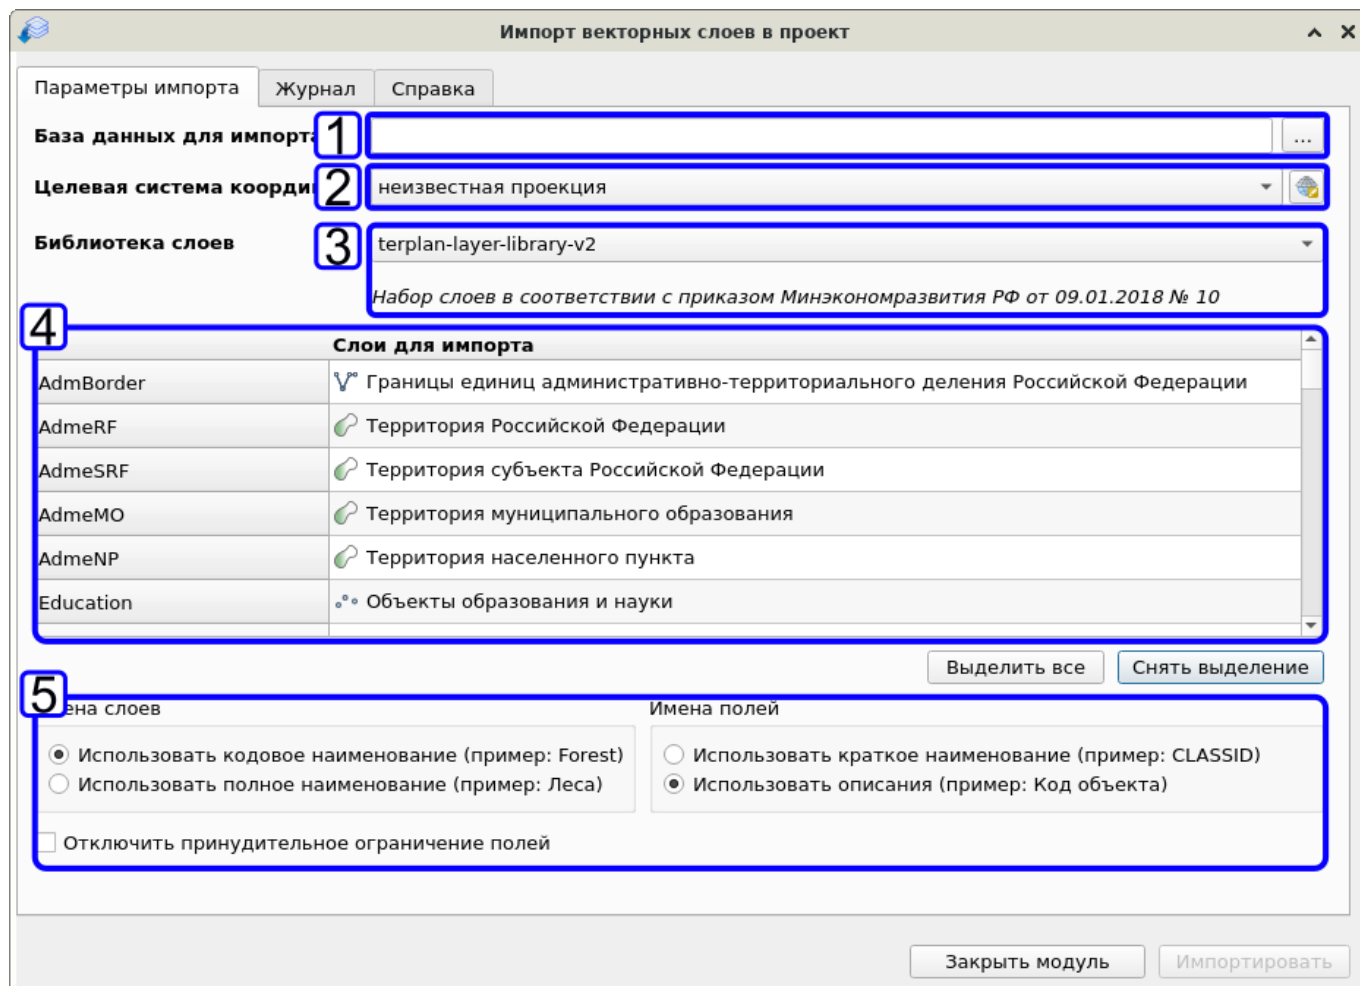 Импорт векторных слоев в проект
Параметры импорта Журнал Справка
База данных для импорта 1 ...
Целевая система коорди 2 неизвестная проекция
Библиотека слоев 3 terplan-layer-library-v2
Набор слоев в соответствии с приказом Минэкономразвития РФ от 09.01.2018 № 10
4
Слои для импорта
AdmBorder Границы единиц административно-территориального деления Российской Федерации
AdmeRF Территория Российской Федерации
AdmeSRF Территория субъекта Российской Федерации
AdmeMO Территория муниципального образования
AdmeNP Территория населенного пункта
Education Объекты образования и науки
Выделить все Снять выделение
5
ена слоев Имена полей
Использовать кодовое наименование (пример: Forest) Использовать краткое наименование (пример: CLASSID)
Использовать полное наименование (пример: Леса) Использовать описания (пример: Код объекта)
Отключить принудительное ограничение полей
Закрыть модуль Импортировать